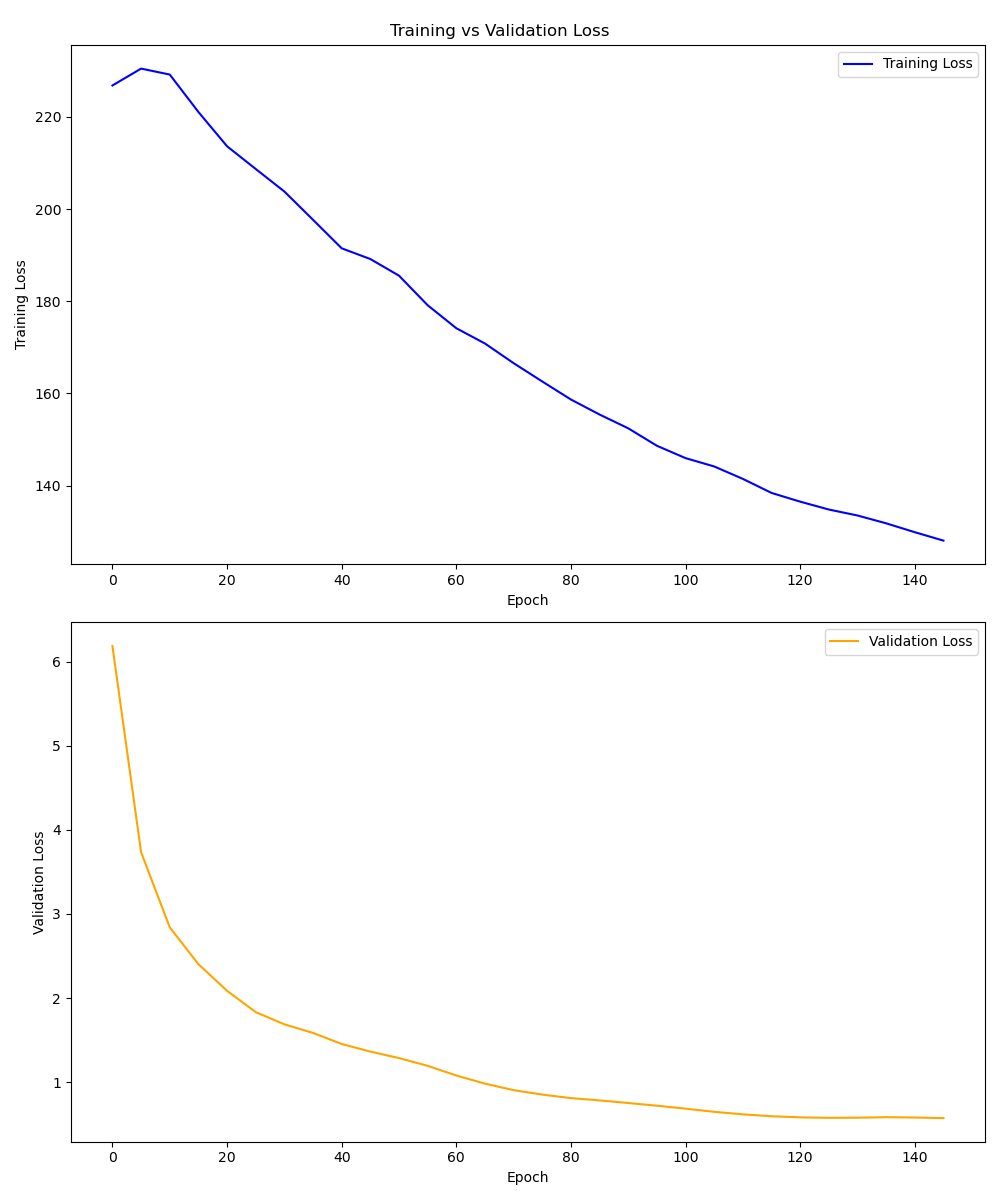 Training vs Validation Loss
Training Loss
220
200
180
160
140
Training Loss
0 20 40 60 80 100 120 140
Epoch
Validation Loss
6
5
4
3
2
1
Validation Loss
0 20 40 60 80 100 120 140
Epoch